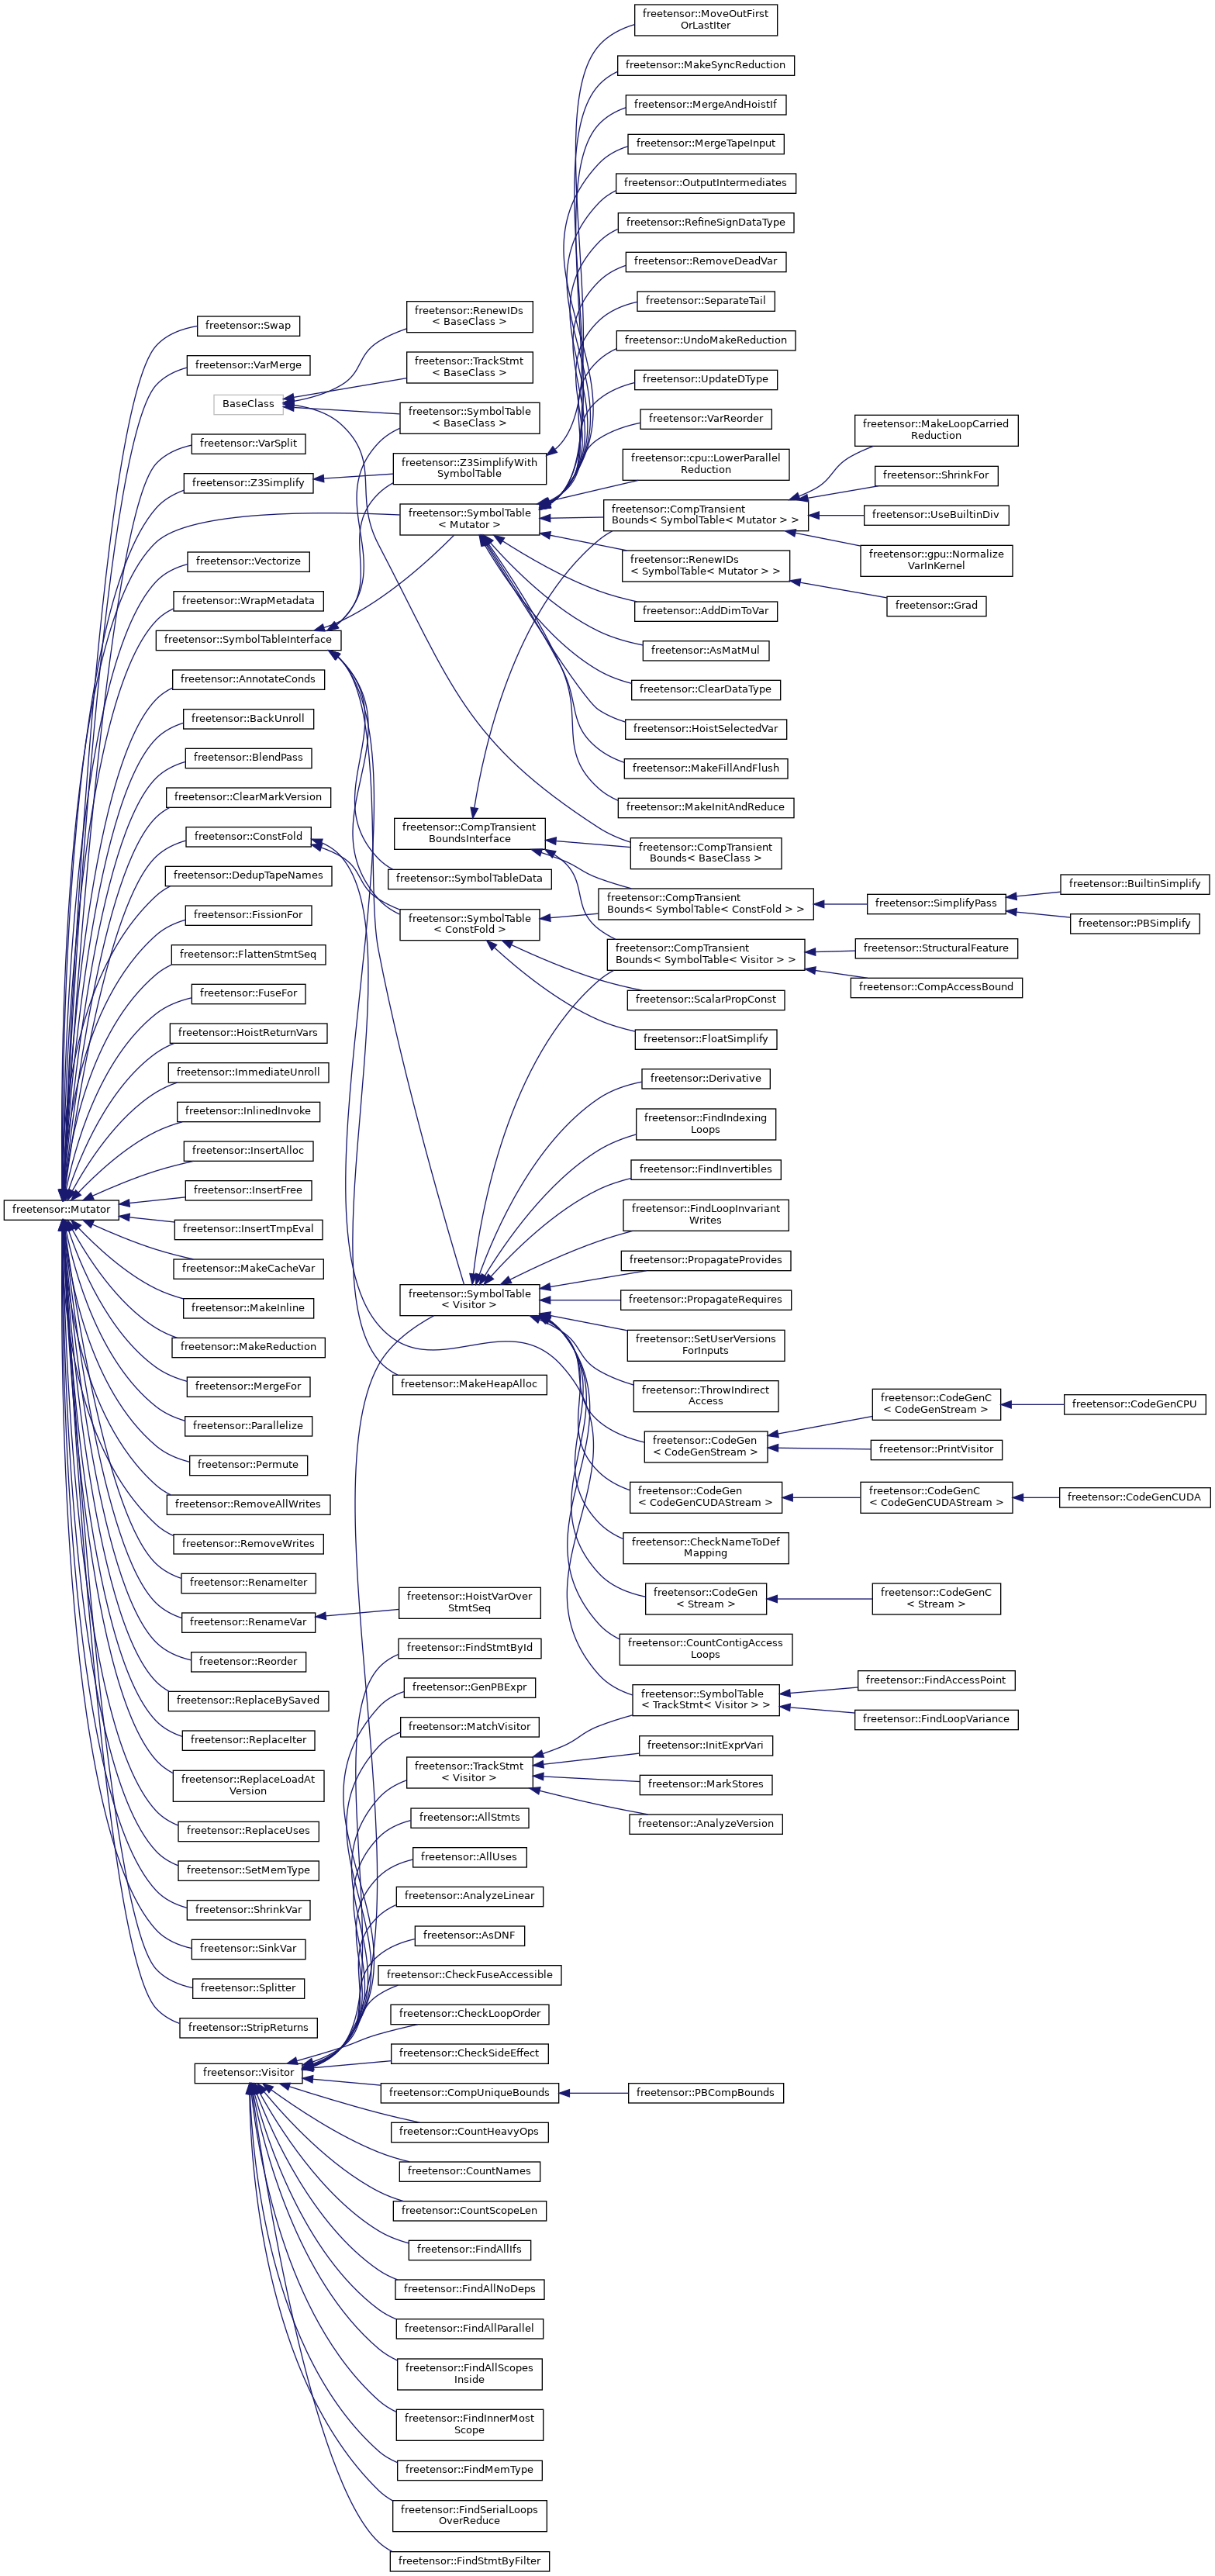 freetensor::MoveOutFirst
OrLastIter
freetensor::MakeSyncReduction
freetensor::MergeAndHoistIf
freetensor::MergeTapeInput
freetensor::OutputIntermediates
freetensor::RefineSignDataType
freetensor::RemoveDeadVar
freetensor::SeparateTail
freetensor::UndoMakeReduction
freetensor::UpdateDType
freetensor::VarReorder
freetensor::cpu::LowerParallel
Reduction
freetensor::CompTransient
Bounds< SymbolTable< Mutator > >
freetensor::RenewIDs
< SymbolTable< Mutator > >
freetensor::AddDimToVar
freetensor::AsMatMul
freetensor::ClearDataType
freetensor::HoistSelectedVar
freetensor::MakeFillAndFlush
freetensor::MakeInitAndReduce
freetensor::CompTransient
Bounds< BaseClass >
freetensor::CompTransient
Bounds< SymbolTable< ConstFold > >
freetensor::CompTransient
Bounds< SymbolTable< Visitor > >
freetensor::ScalarPropConst
freetensor::FloatSimplify
freetensor::Derivative
freetensor::FindIndexing
Loops
freetensor::FindInvertibles
freetensor::FindLoopInvariant
Writes
freetensor::PropagateProvides
freetensor::PropagateRequires
freetensor::SetUserVersions
ForInputs
freetensor::ThrowIndirect
Access
freetensor::CodeGen
< CodeGenStream >
freetensor::CodeGen
< CodeGenCUDAStream >
freetensor::CheckNameToDef
Mapping
freetensor::CodeGen
< Stream >
freetensor::CountContigAccess
Loops
freetensor::SymbolTable
< TrackStmt< Visitor > >
freetensor::InitExprVari
freetensor::MarkStores
freetensor::AnalyzeVersion
freetensor::PBCompBounds
freetensor::MakeLoopCarried
Reduction
freetensor::ShrinkFor
freetensor::UseBuiltinDiv
freetensor::gpu::Normalize
VarInKernel
freetensor::Grad
freetensor::SimplifyPass
freetensor::BuiltinSimplify
freetensor::PBSimplify
freetensor::StructuralFeature
freetensor::CompAccessBound
freetensor::CodeGenC
< CodeGenStream >
freetensor::CodeGenCPU
freetensor::PrintVisitor
freetensor::CodeGenC
< CodeGenCUDAStream >
freetensor::CodeGenCUDA
freetensor::CodeGenC
< Stream >
freetensor::FindAccessPoint
freetensor::FindLoopVariance
freetensor::RenewIDs
< BaseClass >
freetensor::TrackStmt
< BaseClass >
freetensor::SymbolTable
< BaseClass >
freetensor::Z3SimplifyWith
SymbolTable
freetensor::SymbolTable
< Mutator >
freetensor::CompTransient
BoundsInterface
freetensor::SymbolTableData
freetensor::SymbolTable
< ConstFold >
freetensor::SymbolTable
< Visitor >
freetensor::MakeHeapAlloc
freetensor::HoistVarOver
StmtSeq
freetensor::FindStmtById
freetensor::GenPBExpr
freetensor::MatchVisitor
freetensor::TrackStmt
< Visitor >
freetensor::AllStmts
freetensor::AllUses
freetensor::AnalyzeLinear
freetensor::AsDNF
freetensor::CheckFuseAccessible
freetensor::CheckLoopOrder
freetensor::CheckSideEffect
freetensor::CompUniqueBounds
freetensor::CountHeavyOps
freetensor::CountNames
freetensor::CountScopeLen
freetensor::FindAllIfs
freetensor::FindAllNoDeps
freetensor::FindAllParallel
freetensor::FindAllScopes
Inside
freetensor::FindInnerMost
Scope
freetensor::FindMemType
freetensor::FindSerialLoops
OverReduce
freetensor::FindStmtByFilter
freetensor::Swap
freetensor::VarMerge
BaseClass
freetensor::VarSplit
freetensor::Z3Simplify
freetensor::Vectorize
freetensor::WrapMetadata
freetensor::SymbolTableInterface
freetensor::AnnotateConds
freetensor::BackUnroll
freetensor::BlendPass
freetensor::ClearMarkVersion
freetensor::ConstFold
freetensor::DedupTapeNames
freetensor::FissionFor
freetensor::FlattenStmtSeq
freetensor::FuseFor
freetensor::HoistReturnVars
freetensor::ImmediateUnroll
freetensor::InlinedInvoke
freetensor::InsertAlloc
freetensor::InsertFree
freetensor::Mutator
freetensor::InsertTmpEval
freetensor::MakeCacheVar
freetensor::MakeInline
freetensor::MakeReduction
freetensor::MergeFor
freetensor::Parallelize
freetensor::Permute
freetensor::RemoveAllWrites
freetensor::RemoveWrites
freetensor::RenameIter
freetensor::RenameVar
freetensor::Reorder
freetensor::ReplaceBySaved
freetensor::ReplaceIter
freetensor::ReplaceLoadAt
Version
freetensor::ReplaceUses
freetensor::SetMemType
freetensor::ShrinkVar
freetensor::SinkVar
freetensor::Splitter
freetensor::StripReturns
freetensor::Visitor